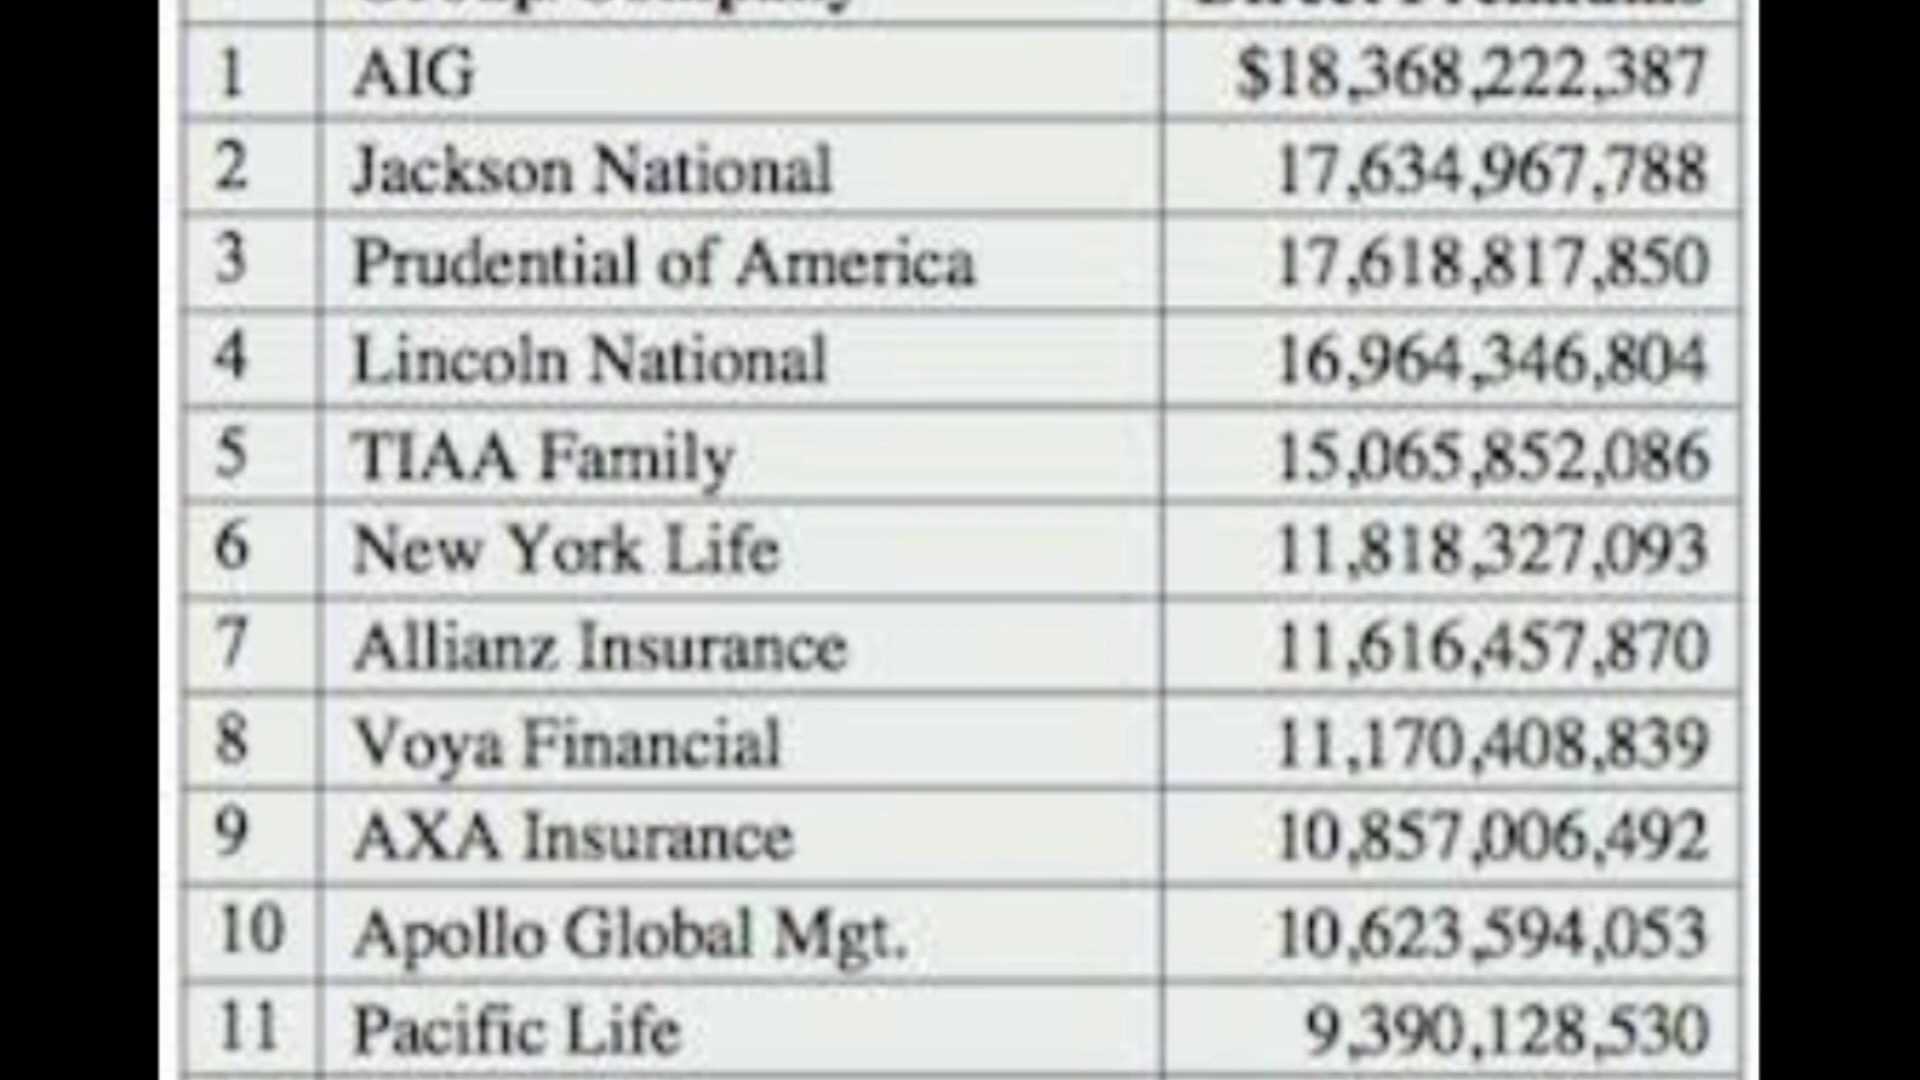 Group/Company Direct Premiums
1 AIG $18,368,222,387
2 Jackson National 17,634,967,788
3 Prudential of America 17,618,817,850
4 Lincoln National 16,964,346,804
5 TIAA Family 15,065,852,086
6 New York Life 11,818,327,093
7 Allianz Insurance 11,616,457,870
8 Voya Financial 11,170,408,839
9 AXA Insurance 10,857,006,492
10 Apollo Global Mgt. 10,623,594,053
11 Pacific Life 9,390,128,530